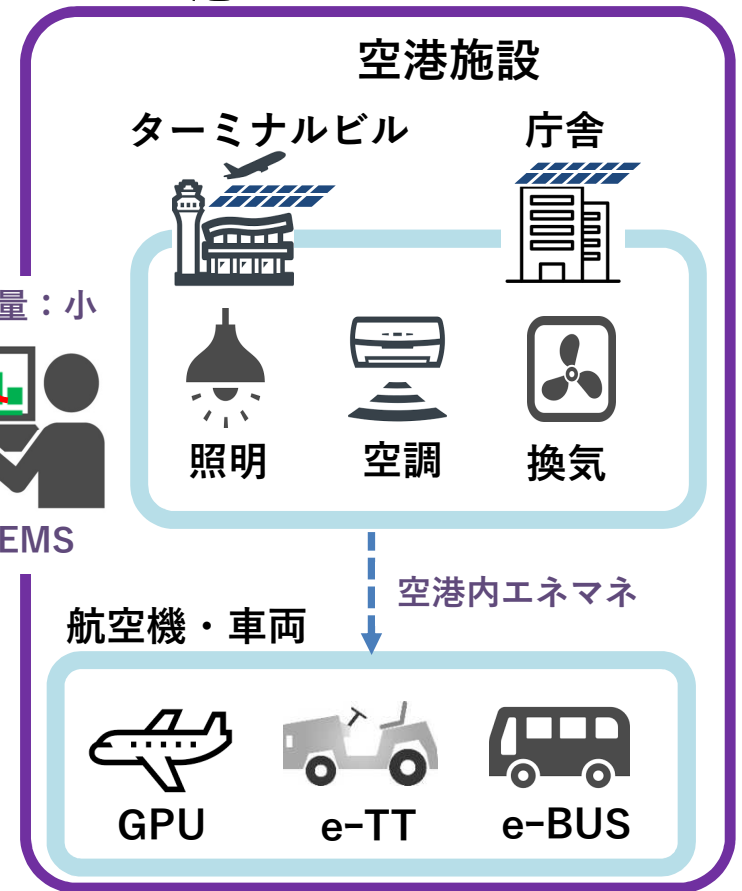 空港施設
ターミナルビル
庁舎
量：小
照明
空調
換気
EMS
空港内エネマネ
航空機・車両
GPU
e-TT
e-BUS